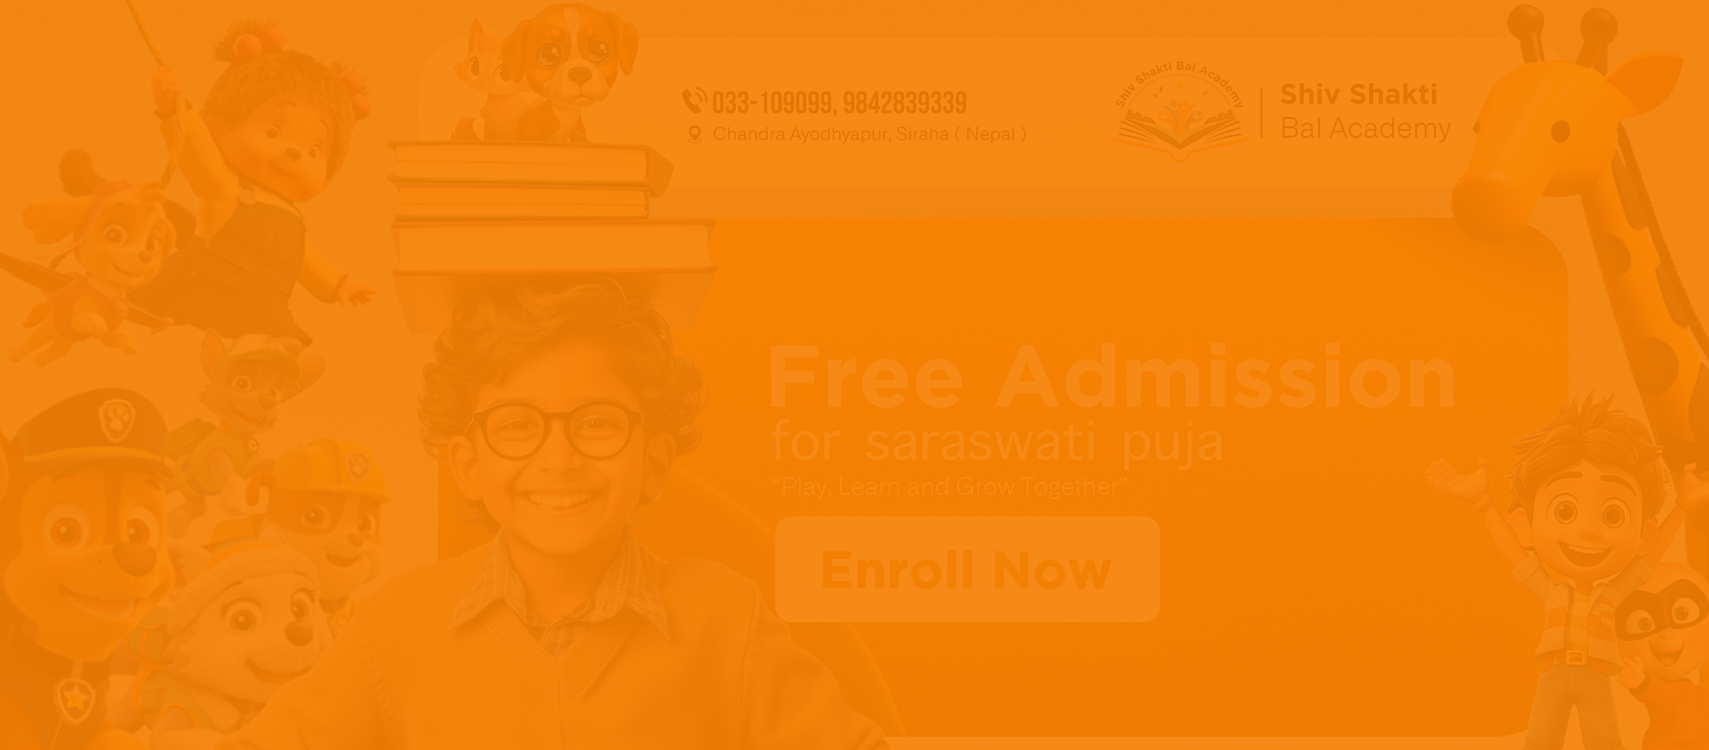 033-109099, 9842839339
Chandra Ayodhyapur, Siraha ( Nepal )
Shiv Shakti Bal Academy
Shiv Shakti
Bal Academy
Free Admission
for saraswati puja
"Play, Learn and Grow Together"
Enroll Now